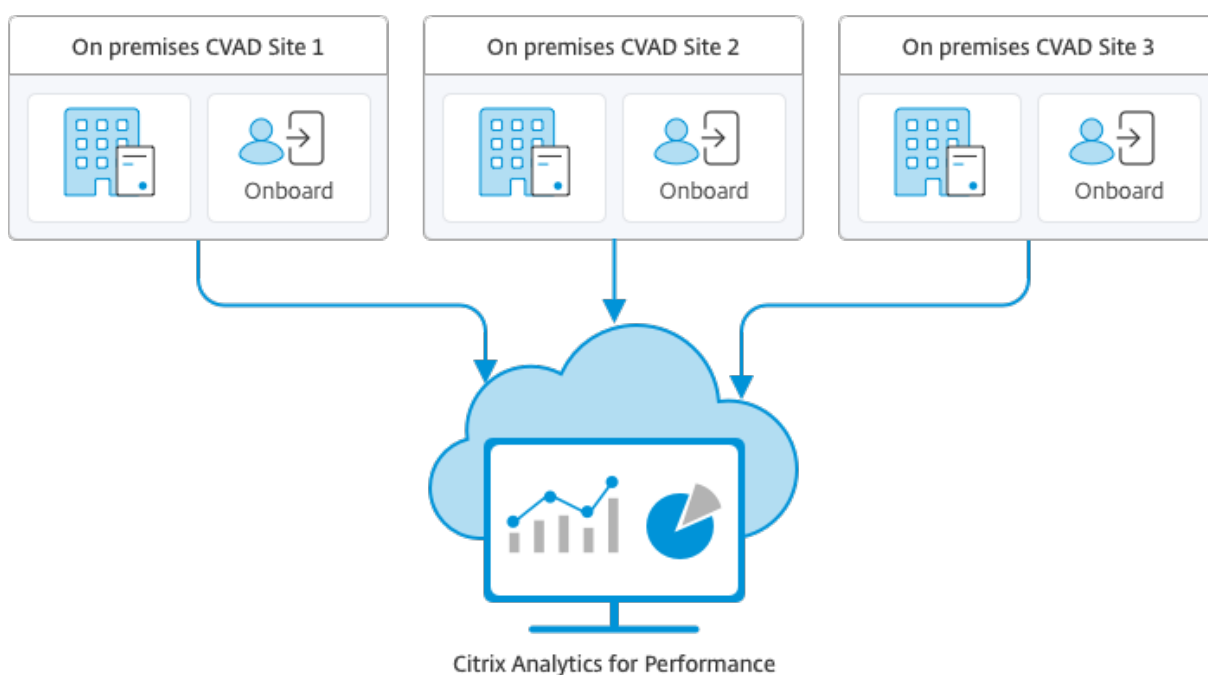 On premises CVAD Site 1
On premises CVAD Site 2
On premises CVAD Site 3
Onboard
Onboard
Onboard
Citrix Analytics for Performance